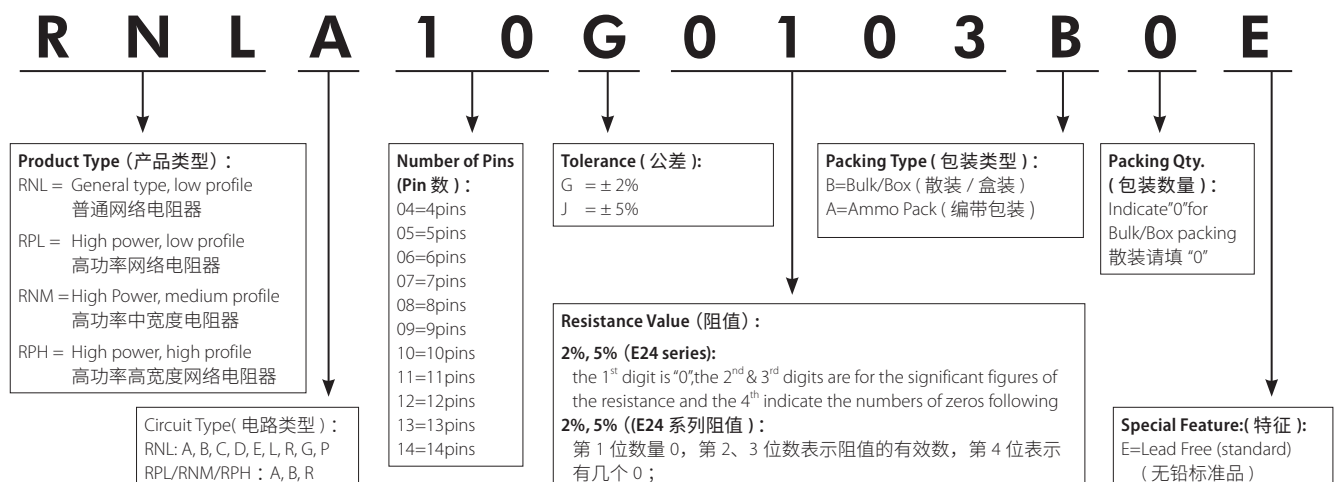 R N L A 1 0 G 0 1 0 3 B 0 E
Product Type（产品类型）:
RNL = General type, low profile
普通网络电阻器
RPL = High power, low profile
高功率网络电阻器
RNM =High Power, medium profile
高功率中宽度电阻器
RPH = High power, high profile
高功率高宽度网络电阻器
Circuit Type( 电路类型 ) :
RNL: A, B, C, D, E, L, R, G, P
RPL/RNM/RPH : A, B, R
Number of Pins
(Pin 数 ) :
04=4pins
05=5pins
06=6pins
07=7pins
08=8pins
09=9pins
10=10pins
11=11pins
12=12pins
13=13pins
14=14pins
Tolerance ( 公差 ):
G = ± 2%
J = ± 5%
Resistance Value（阻值）:
2%, 5%（E24 series):
the 1st digit is “0”,the 2nd & 3rd digits are for the significant figures of
the resistance and the 4th indicate the numbers of zeros following
2%, 5%（(E24 系列阻值 ) :
第 1 位数量 0，第 2、3 位数表示阻值的有效数，第 4 位表示
有几个 0；
Packing Type ( 包装类型 ) :
B=Bulk/Box ( 散装 / 盒装 )
A=Ammo Pack ( 编带包装 )
Packing Qty.
( 包装数量 ) :
Indicate“0”for
Bulk/Box packing
散装请填 “0”
Special Feature:( 特征 ):
E=Lead Free (standard)
( 无铅标准品 )